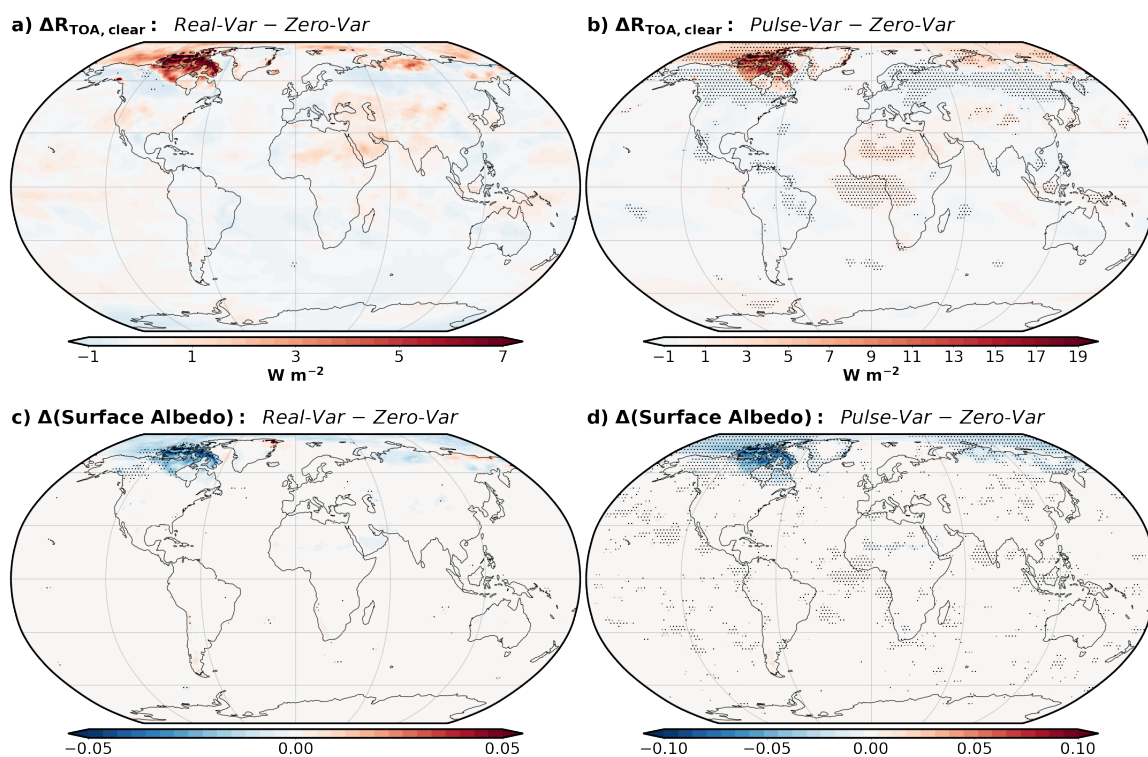 a) ΔR_TOA, clear : Real-Var − Zero-Var
b) ΔR_TOA, clear : Pulse-Var − Zero-Var
−1 1 3 5 7
W m⁻²
−1 1 3 5 7 9 11 13 15 17 19
W m⁻²
c) Δ(Surface Albedo) : Real-Var − Zero-Var
d) Δ(Surface Albedo) : Pulse-Var − Zero-Var
−0.05 0.00 0.05
−0.10 −0.05 0.00 0.05 0.10